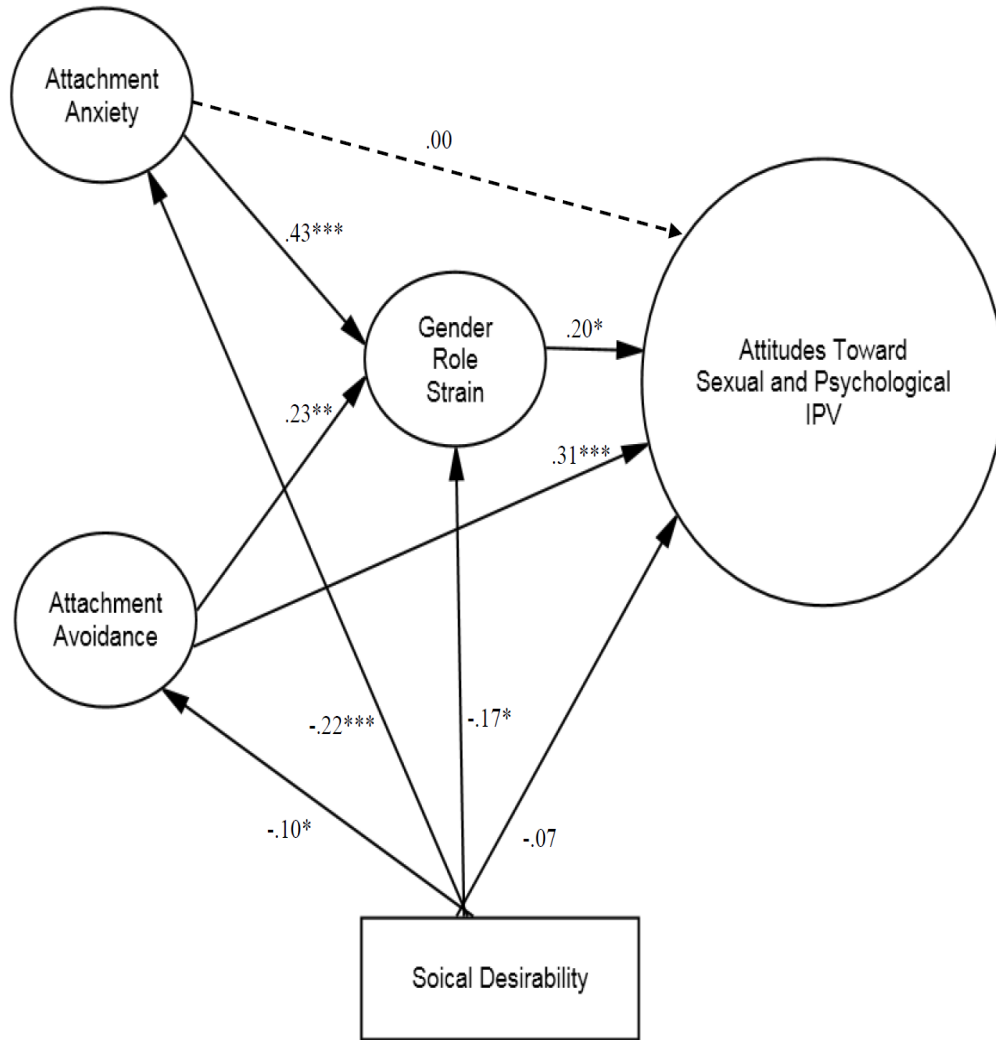 Attachment
Anxiety
.00
.43***
Gender
Role
Strain
.20*
Attitudes Toward
Sexual and Psychological
IPV
.23**
.31***
Attachment
Avoidance
-.22***
-.17*
-.10*
-.07
Soical Desirability